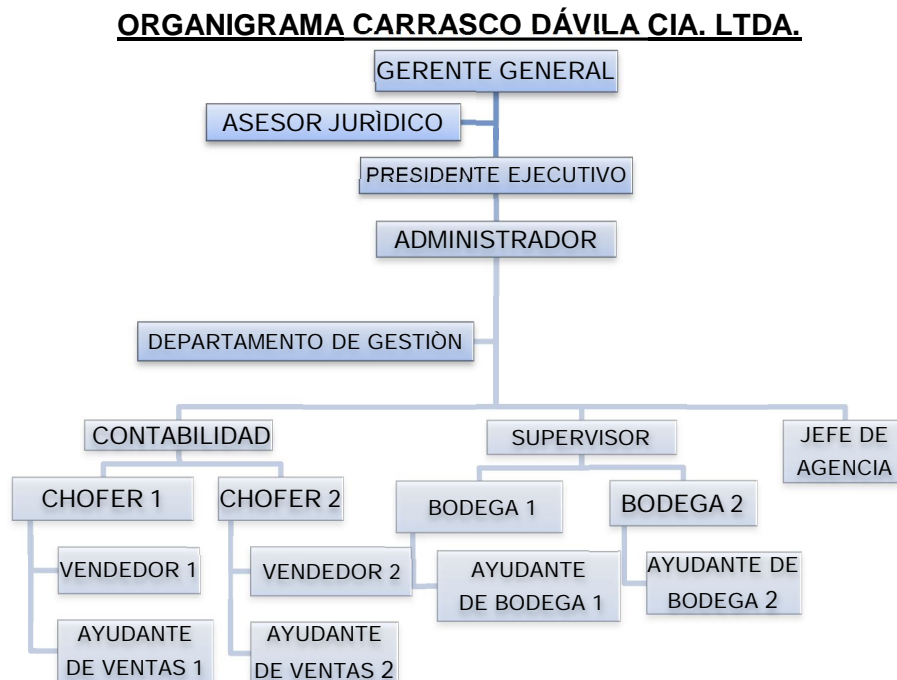 ORGANIGRAMA CARRASCO DÁVILA CIA. LTDA.
GERENTE GENERAL
ASESOR JURÌDICO
PRESIDENTE EJECUTIVO
ADMINISTRADOR
DEPARTAMENTO DE GESTIÒN
CONTABILIDAD
SUPERVISOR
JEFE DE
AGENCIA
CHOFER 1
CHOFER 2
BODEGA 1
BODEGA 2
VENDEDOR 1
VENDEDOR 2
AYUDANTE
DE BODEGA 1
AYUDANTE DE
BODEGA 2
AYUDANTE
DE VENTAS 1
AYUDANTE
DE VENTAS 2